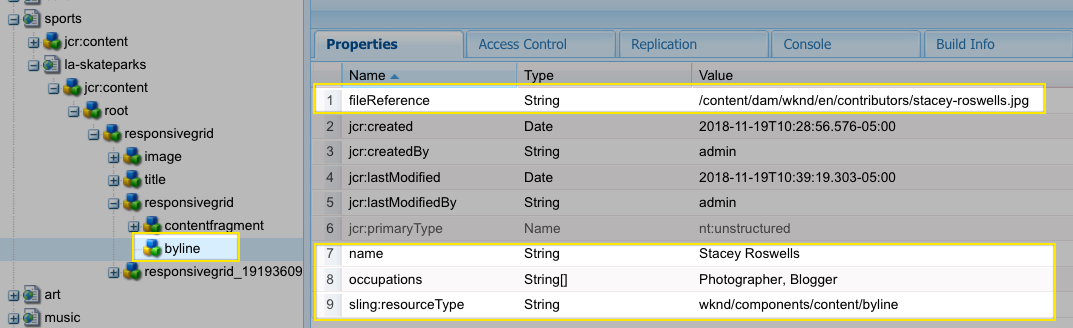 sports
jcr:content
la-skateparks
jcr:content
root
responsivegrid
image
title
responsivegrid
contentfragment
byline
responsivegrid_19193609
art
music
Properties Access Control Replication Console Build Info
Name Type Value
1 fileReference String /content/dam/wknd/en/contributors/stacey-roswells.jpg
2 jcr:created Date 2018-11-19T10:28:56.576-05:00
3 jcr:createdBy String admin
4 jcr:lastModified Date 2018-11-19T10:39:19.303-05:00
5 jcr:lastModifiedBy String admin
6 jcr:primaryType Name nt:unstructured
7 name String Stacey Roswells
8 occupations String[] Photographer, Blogger
9 sling:resourceType String wknd/components/content/byline